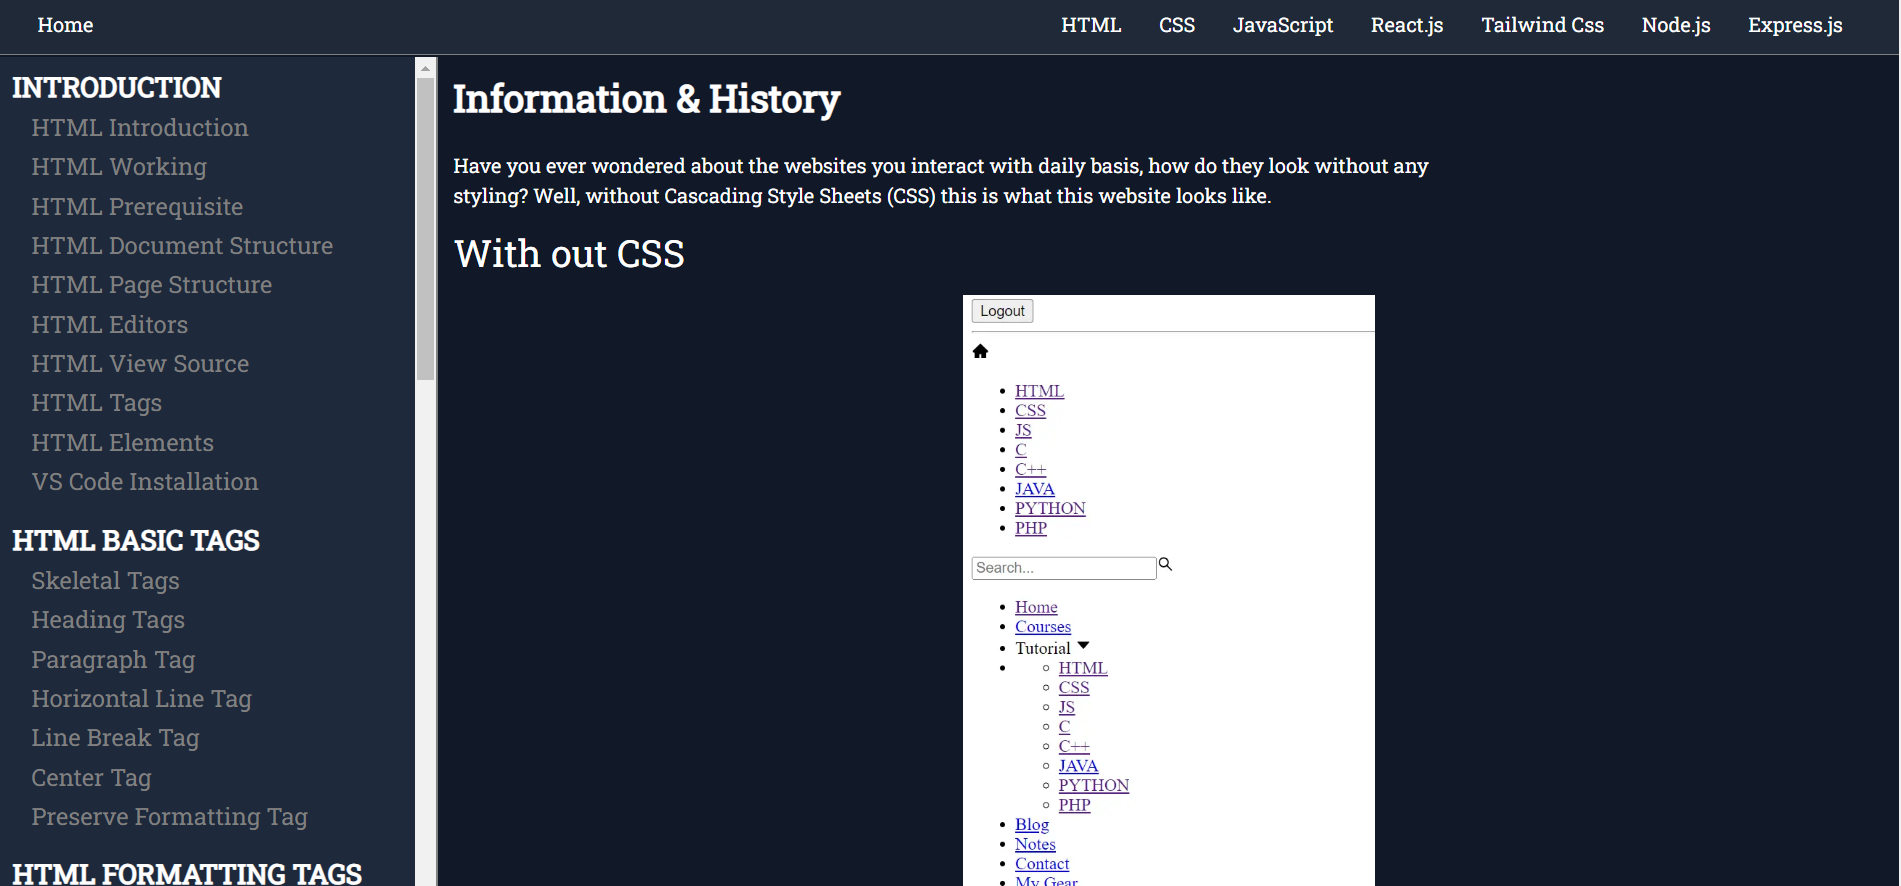 Home HTML CSS JavaScript React.js Tailwind Css Node.js Express.js
INTRODUCTION
HTML Introduction
HTML Working
HTML Prerequisite
HTML Document Structure
HTML Page Structure
HTML Editors
HTML View Source
HTML Tags
HTML Elements
VS Code Installation
HTML BASIC TAGS
Skeletal Tags
Heading Tags
Paragraph Tag
Horizontal Line Tag
Line Break Tag
Center Tag
Preserve Formatting Tag
HTML FORMATTING TAGS
Information & History
Have you ever wondered about the websites you interact with daily basis, how do they look without any
styling? Well, without Cascading Style Sheets (CSS) this is what this website looks like.
With out CSS
Logout
HTML
CSS
JS
C
C++
JAVA
PYTHON
PHP
Search...
Home
Courses
Tutorial
HTML
CSS
JS
C
C++
JAVA
PYTHON
PHP
Blog
Notes
Contact
My Gear